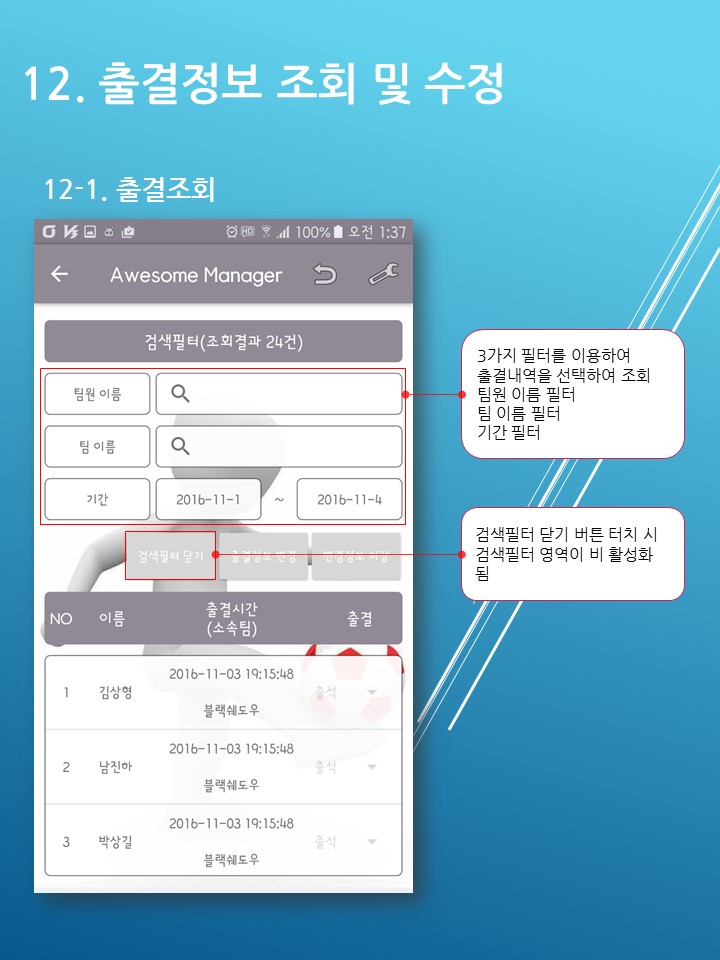 12. 출결정보 조회 및 수정
12-1. 출결조회
HD 100% 오전 1:37
Awesome Manager
검색필터(조회결과 24건)
팀원 이름
팀 이름
기간 2016-11-1 ~ 2016-11-4
검색필터 닫기 출결정보 변경 변경정보 저장
NO 이름 출결시간 (소속팀) 출결
1 김상형 2016-11-03 19:15:48 출석
블랙쉐도우
2 남진하 2016-11-03 19:15:48 출석
블랙쉐도우
3 박상길 2016-11-03 19:15:48 출석
블랙쉐도우
3가지 필터를 이용하여
출결내역을 선택하여 조회
팀원 이름 필터
팀 이름 필터
기간 필터
검색필터 닫기 버튼 터치 시
검색필터 영역이 비 활성화
됨